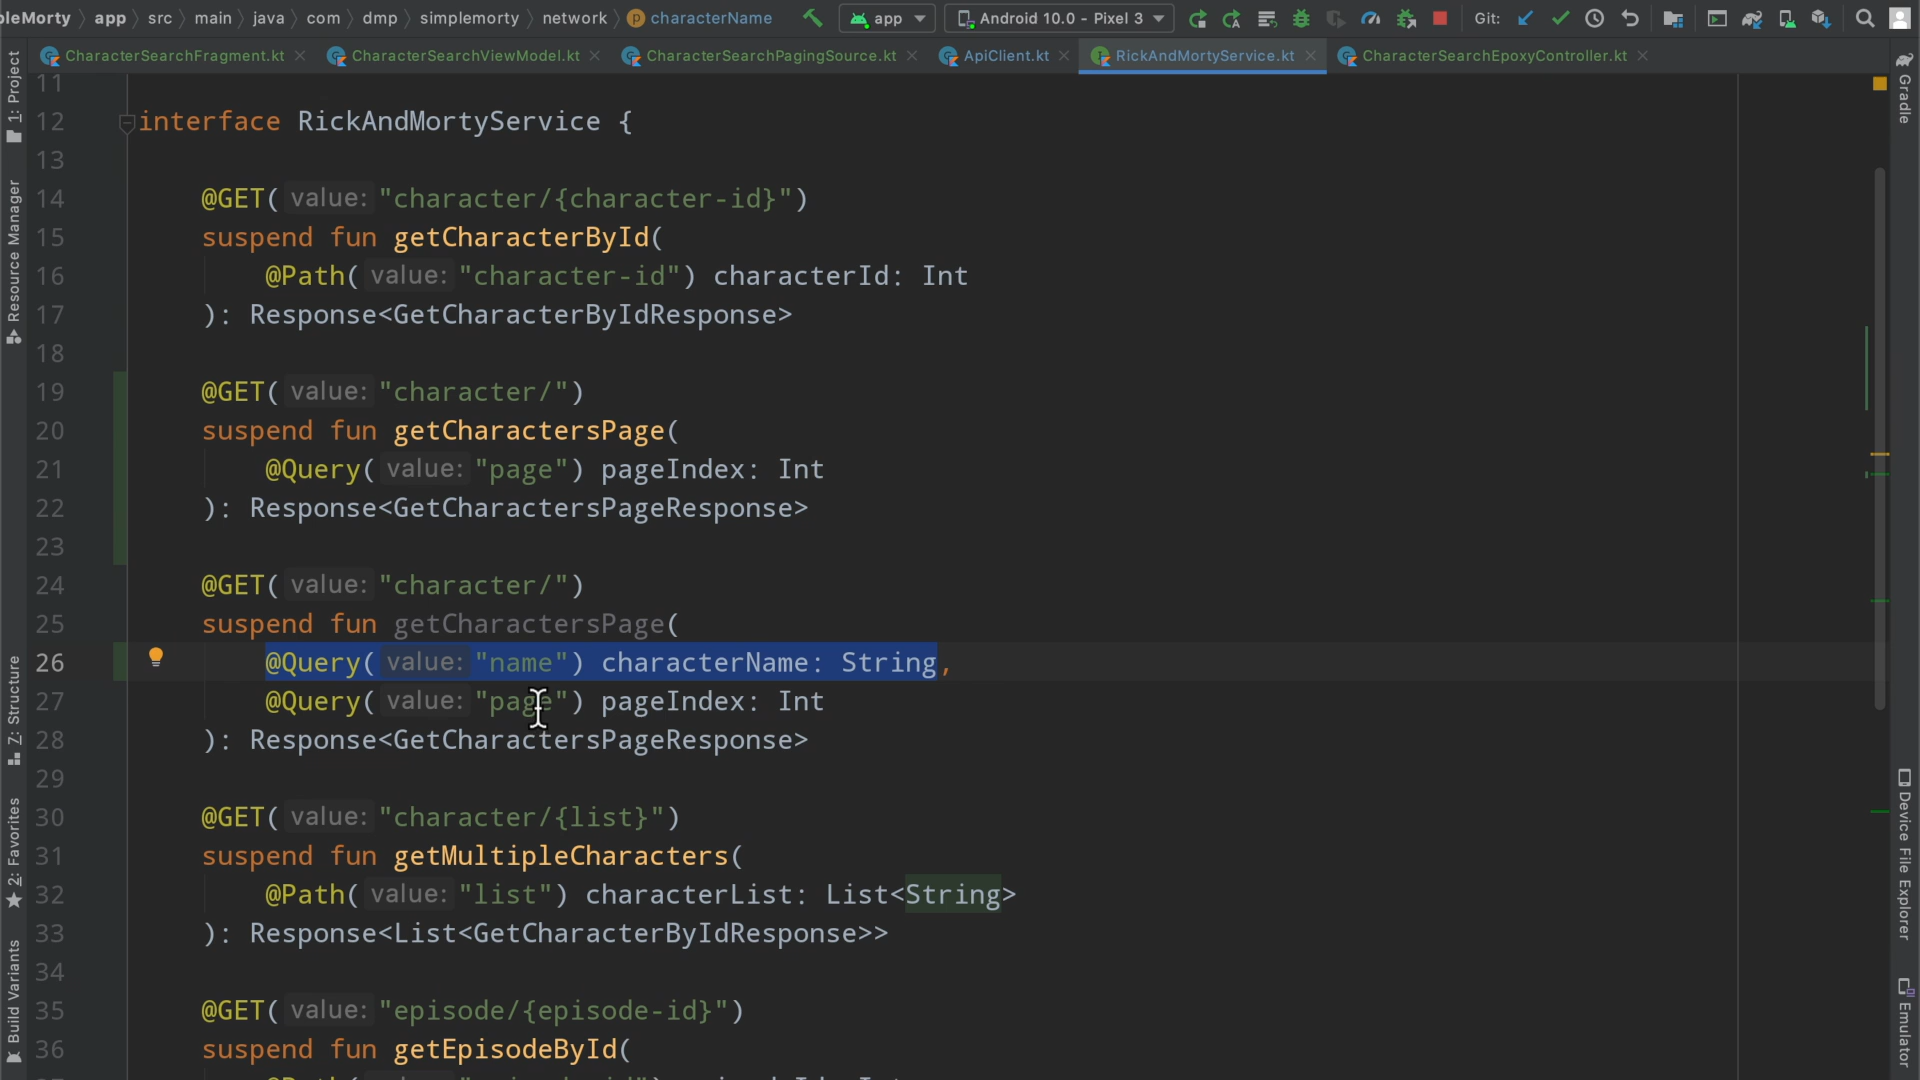 pleMorty app src main java com dmp simplemorty network characterName app Android 10.0 - Pixel 3 Git:
CharacterSearchFragment.kt CharacterSearchViewModel.kt CharacterSearchPagingSource.kt ApiClient.kt RickAndMortyService.kt CharacterSearchEpoxyController.kt
1: Project
Resource Manager
Z: Structure
2: Favorites
Build Variants
11
12 interface RickAndMortyService {
13
14 @GET( value: "character/{character-id}")
15 suspend fun getCharacterById(
16 @Path( value: "character-id") characterId: Int
17 ): Response<GetCharacterByIdResponse>
18
19 @GET( value: "character/")
20 suspend fun getCharactersPage(
21 @Query( value: "page") pageIndex: Int
22 ): Response<GetCharactersPageResponse>
23
24 @GET( value: "character/")
25 suspend fun getCharactersPage(
26 @Query( value: "name") characterName: String,
27 @Query( value: "page") pageIndex: Int
28 ): Response<GetCharactersPageResponse>
29
30 @GET( value: "character/{list}")
31 suspend fun getMultipleCharacters(
32 @Path( value: "list") characterList: List<String>
33 ): Response<List<GetCharacterByIdResponse>>
34
35 @GET( value: "episode/{episode-id}")
36 suspend fun getEpisodeById(
Gradle
Device File Explorer
Emulator